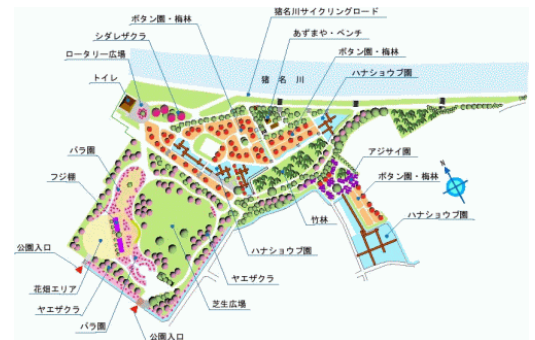 ボタン園・梅林
猪名川サイクリングロード
シダレザクラ
あずまや・ベンチ
ロータリー広場
ボタン園・梅林
トイレ
猪名川
ハナショウブ園
バラ園
アジサイ園
フジ棚
ボタン園・梅林
N
竹林
ハナショウブ園
公園入口
ハナショウブ園
花畑エリア
ヤエザクラ
ヤエザクラ
芝生広場
バラ園
公園入口